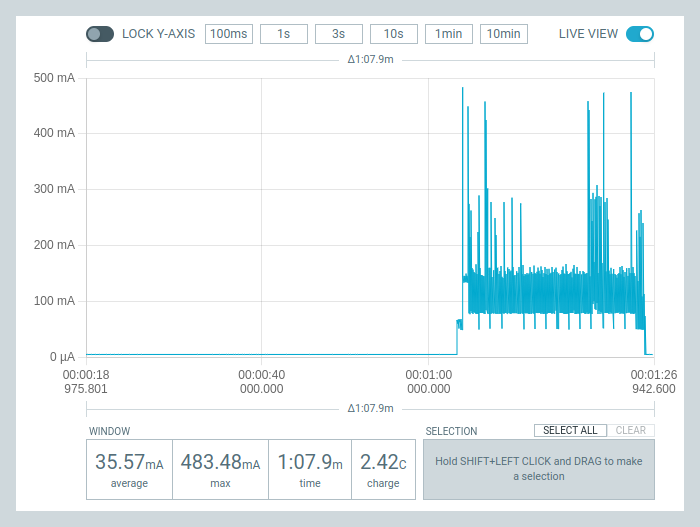 LOCK Y-AXIS 100ms 1s 3s 10s 1min 10min LIVE VIEW
Δ1:07.9m
500 mA
400 mA
300 mA
200 mA
100 mA
0 µA
00:00:18 00:00:40 00:01:00 00:01:26
975.801 000.000 000.000 942.600
Δ1:07.9m
WINDOW SELECTION SELECT ALL CLEAR
35.57mA 483.48mA 1:07.9m 2.42C
average max time charge
Hold SHIFT+LEFT CLICK and DRAG to make
a selection